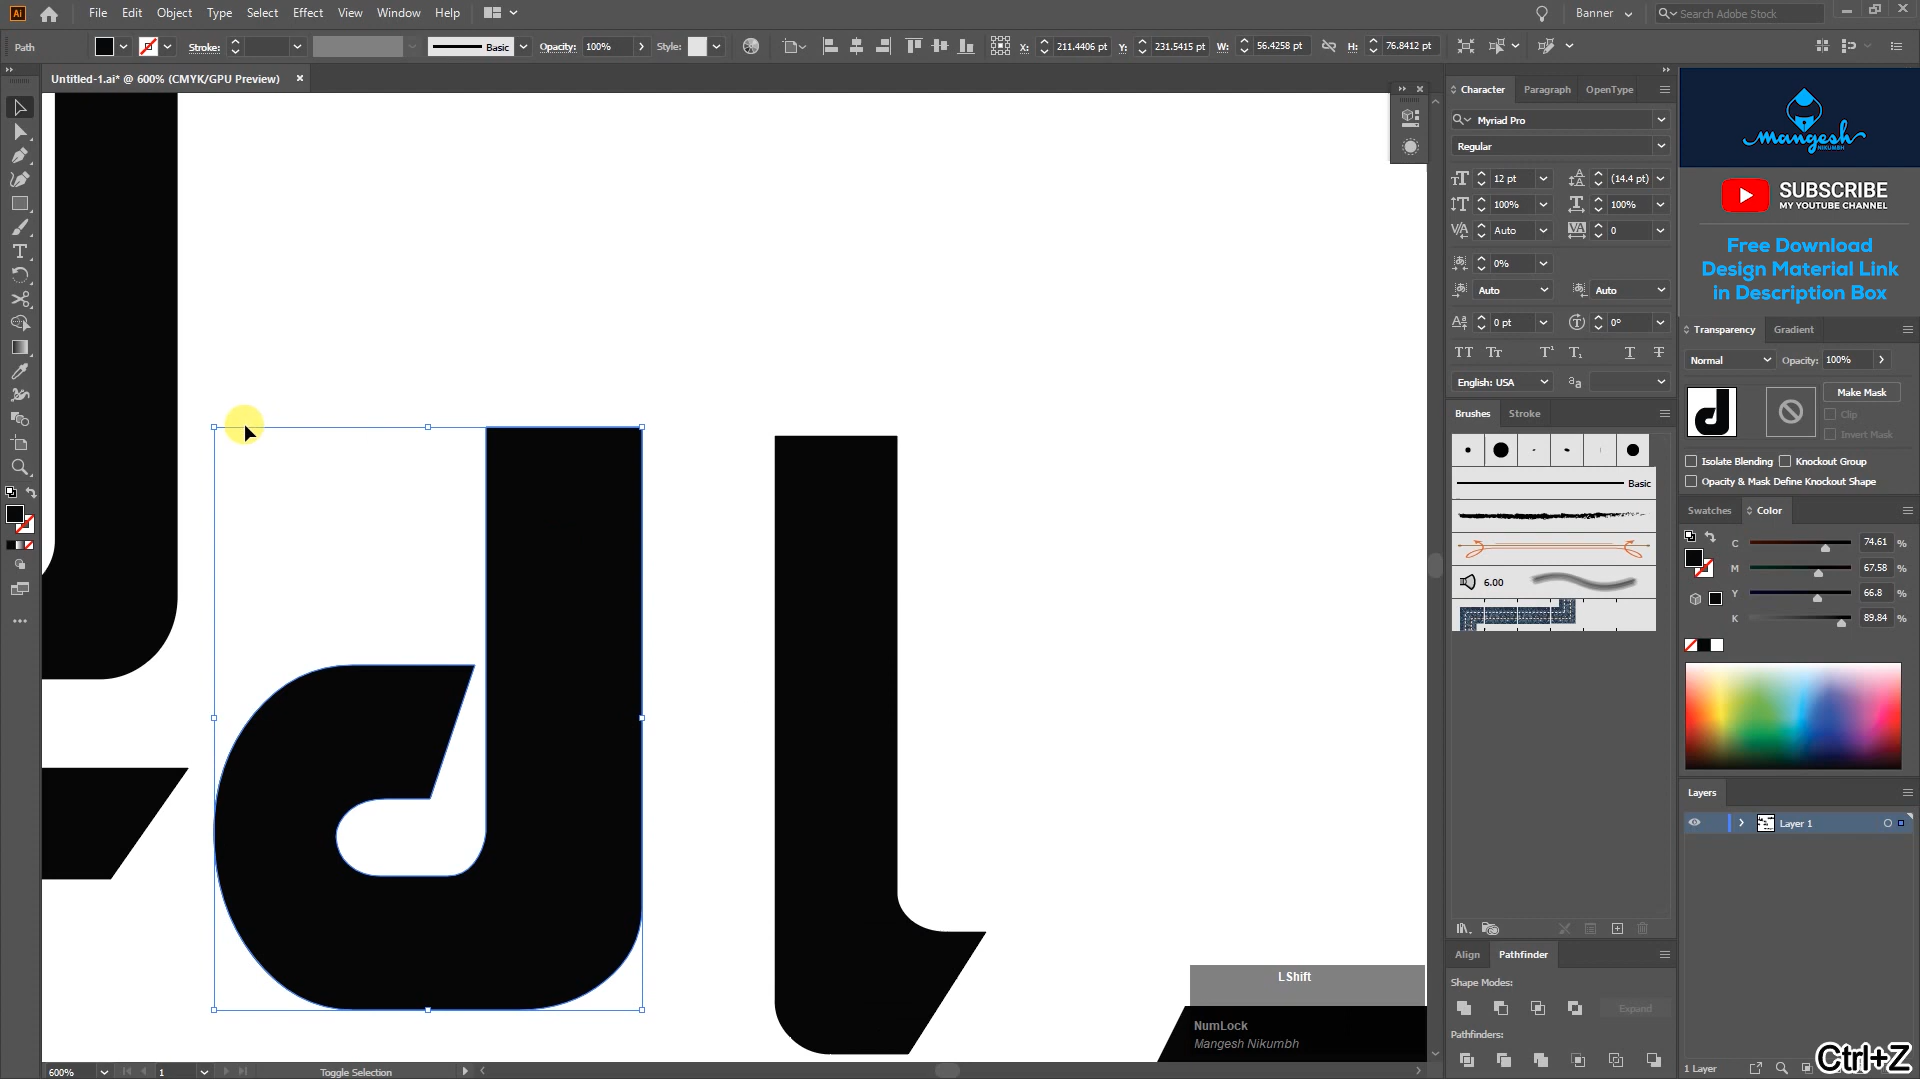 Ai File Edit Object Type Select Effect View Window Help Banner Search Adobe Stock
Path Stroke: Basic Opacity: 100% Style: X: 211.4406 pt Y: 231.5415 pt W: 56.4258 pt H: 76.8412 pt
Untitled-1.ai* @ 600% (CMYK/GPU Preview)
Character Paragraph OpenType
Myriad Pro
Regular
12 pt (14.4 pt)
100% 100%
Auto 0
0%
Auto Auto
0 pt 0°
English: USA
Brushes Stroke
Basic
6.00
Align Pathfinder
Shape Modes:
Expand
Pathfinders:
mangesh
NIKUMBH
SUBSCRIBE
MY YOUTUBE CHANNEL
Free Download
Design Material Link
in Description Box
Transparency Gradient
Normal Opacity: 100%
Make Mask
Clip
Invert Mask
Isolate Blending Knockout Group
Opacity & Mask Define Knockout Shape
Swatches Color
C 74.61 %
M 67.58 %
Y 66.8 %
K 89.84 %
Layers
Layer 1
1 Layer
dl
LShift
NumLock
Mangesh Nikumbh
Ctrl+Z
600% 1 Toggle Selection